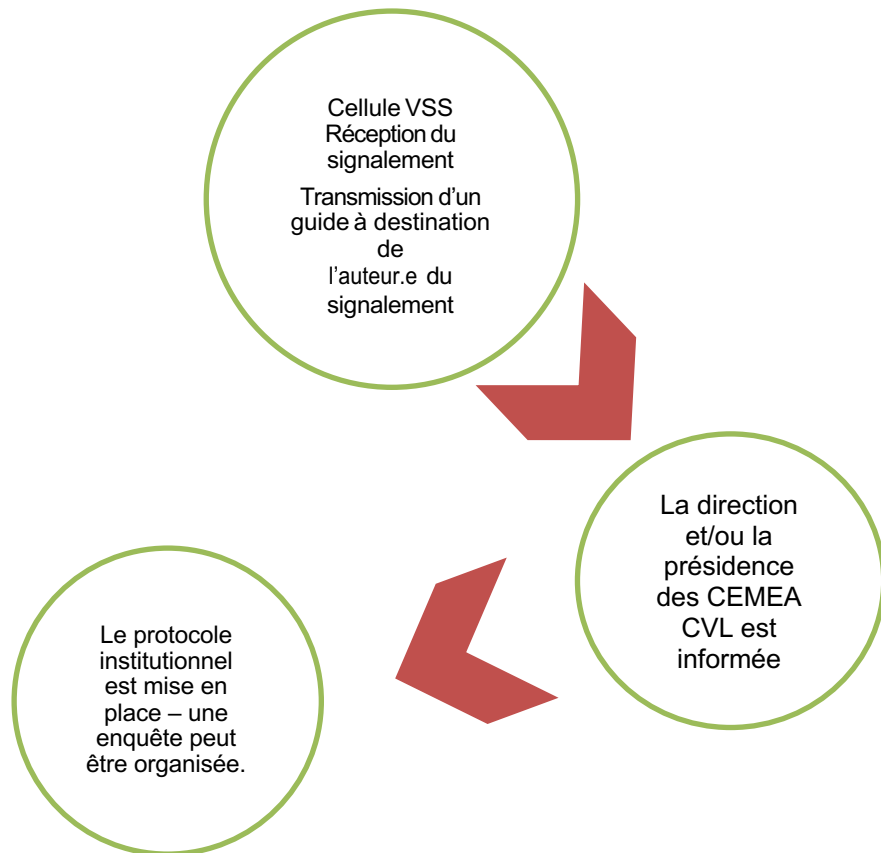 Cellule VSS
Réception du
signalement
Transmission d’un
guide à destination
de
l’auteur.e du
signalement
La direction
et/ou la
présidence
des CEMEA
CVL est
informée
Le protocole
institutionnel
est mise en
place – une
enquête peut
être organisée.